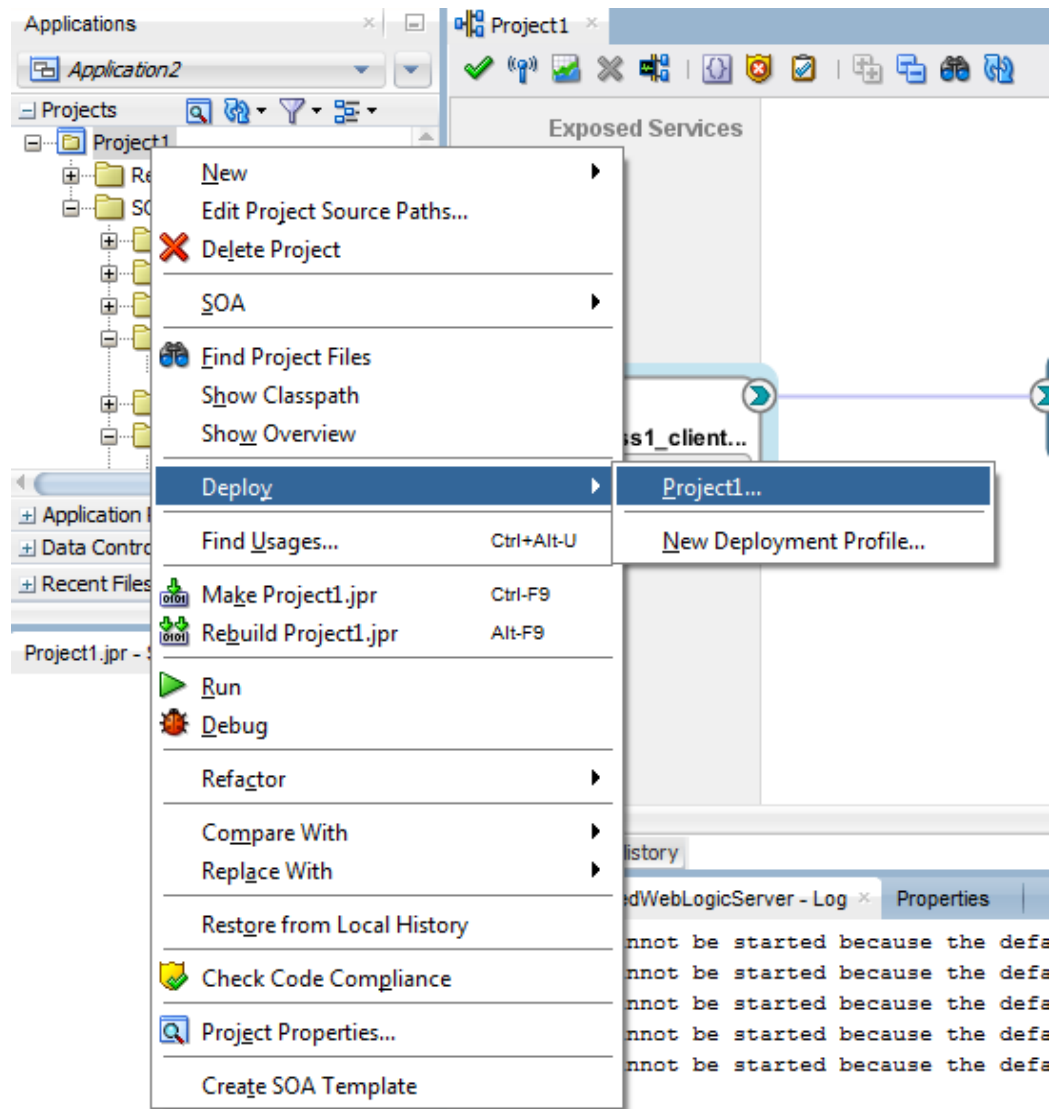 Applications
Project1
Application2
Projects
Exposed Services
Project1
New
Edit Project Source Paths...
Delete Project
SOA
Find Project Files
Show Classpath
Show Overview
ss1_client...
Deploy
Project1...
Application
Find Usages... Ctrl+Alt-U
New Deployment Profile...
Data Contro
Recent Files
Make Project1.jpr Ctrl-F9
Rebuild Project1.jpr Alt-F9
Project1.jpr -
Run
Debug
Refactor
Compare With
Replace With
History
edWebLogicServer - Log
Properties
Restore from Local History
nnot be started because the defa
nnot be started because the defa
Check Code Compliance
nnot be started because the defa
Project Properties...
nnot be started because the defa
nnot be started because the defa
Create SOA Template